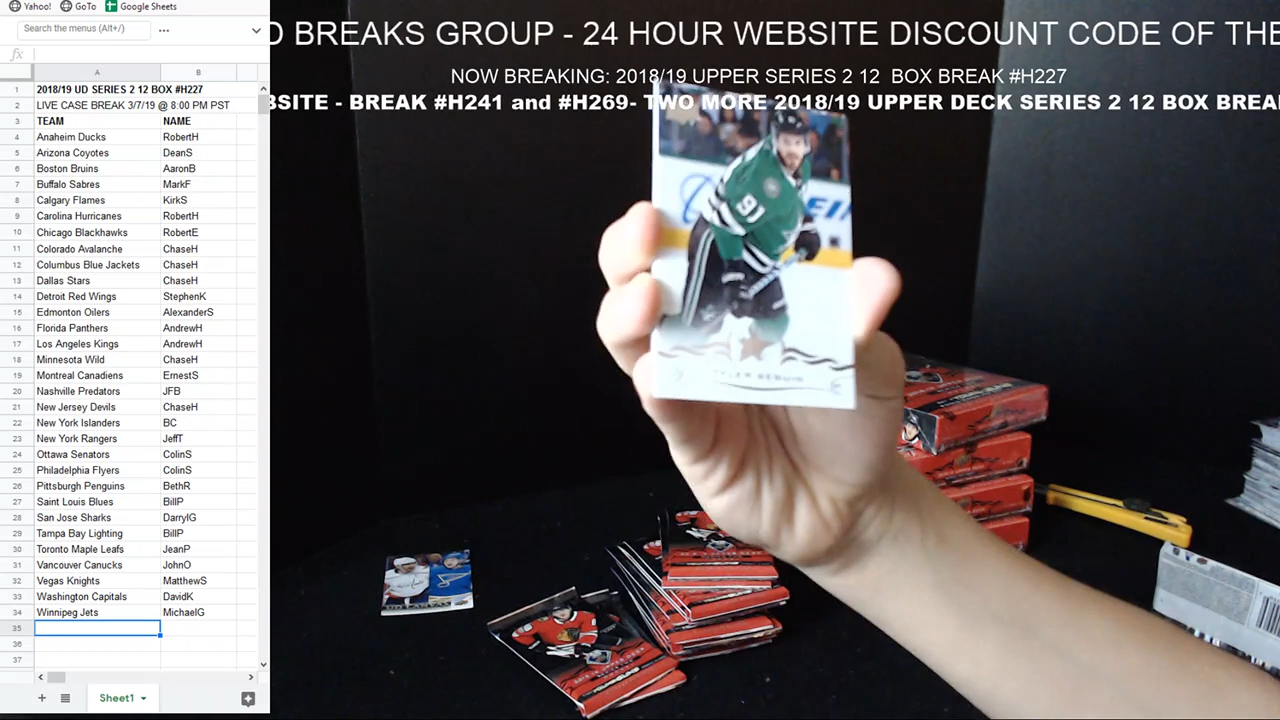 Yahoo!
GoTo
Google Sheets
Search the menus (Alt+/)
fx
A
B
1 2018/19 UD SERIES 2 12 BOX #H227
2 LIVE CASE BREAK 3/7/19 @ 8:00 PM PST
3 TEAM NAME
4 Anaheim Ducks RobertH
5 Arizona Coyotes DeanS
6 Boston Bruins AaronB
7 Buffalo Sabres MarkF
8 Calgary Flames KirkS
9 Carolina Hurricanes RobertH
10 Chicago Blackhawks RobertE
11 Colorado Avalanche ChaseH
12 Columbus Blue Jackets ChaseH
13 Dallas Stars ChaseH
14 Detroit Red Wings StephenK
15 Edmonton Oilers AlexanderS
16 Florida Panthers AndrewH
17 Los Angeles Kings AndrewH
18 Minnesota Wild ChaseH
19 Montreal Canadiens ErnestS
20 Nashville Predators JFB
21 New Jersey Devils ChaseH
22 New York Islanders BC
23 New York Rangers JeffT
24 Ottawa Senators ColinS
25 Philadelphia Flyers ColinS
26 Pittsburgh Penguins BethR
27 Saint Louis Blues BillP
28 San Jose Sharks DarrylG
29 Tampa Bay Lighting BillP
30 Toronto Maple Leafs JeanP
31 Vancouver Canucks JohnO
32 Vegas Knights MatthewS
33 Washington Capitals DavidK
34 Winnipeg Jets MichaelG
35
36
37
Sheet1
D BREAKS GROUP - 24 HOUR WEBSITE DISCOUNT CODE OF THE
NOW BREAKING: 2018/19 UPPER SERIES 2 12 BOX BREAK #H227
BSITE - BREAK #H241 and #H269- TWO MORE 2018/19 UPPER DECK SERIES 2 12 BOX BREA
91
TYLER SEGUIN